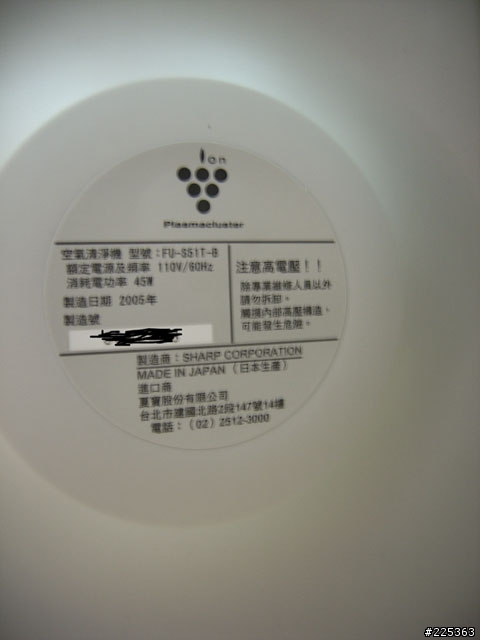 Ion
Plasmacluster
空氣清淨機 型號：FU-S51T-B
額定電源及頻率 110V/60Hz
消耗電功率 45W
製造日期 2005年
製造號
注意高電壓！！
除專業維修人員以外
請勿拆卸。
觸摸內部高壓構造，
可能發生危險。
製造商：SHARP CORPORATION
MADE IN JAPAN（日本生產）
進口商
夏寶股份有限公司
台北市建國北路2段147號14樓
電話：（02）2512-3000
#225363